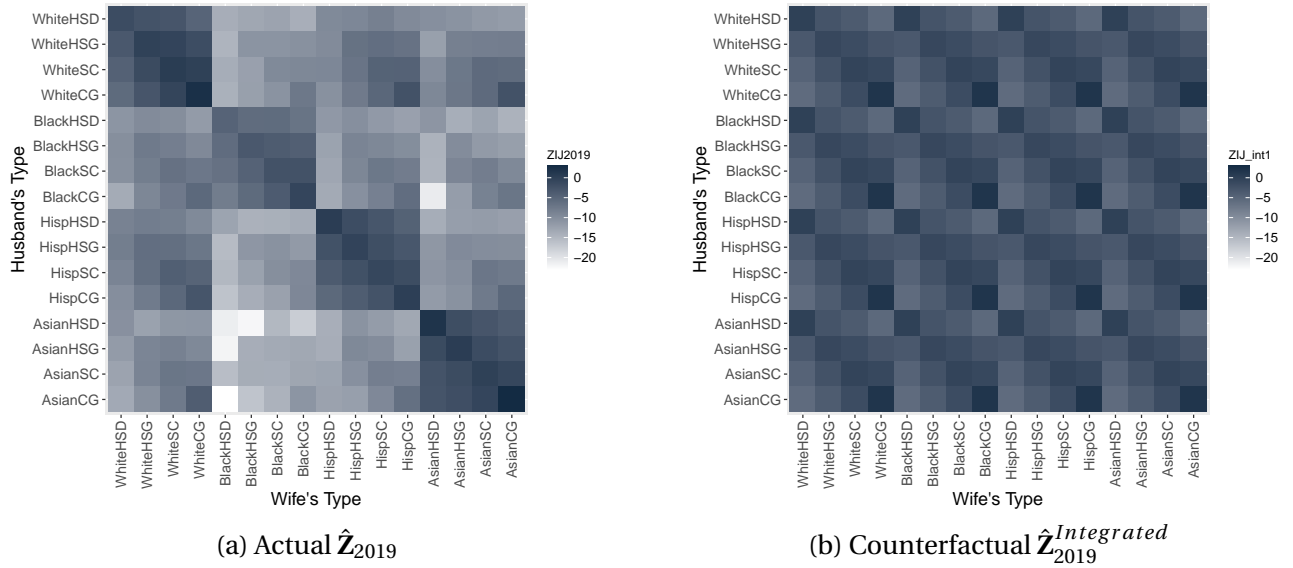 Husband's Type
WhiteHSD
WhiteHSG
WhiteSC
WhiteCG
BlackHSD
BlackHSG
BlackSC
BlackCG
HispHSD
HispHSG
HispSC
HispCG
AsianHSD
AsianHSG
AsianSC
AsianCG
WhiteHSD
WhiteHSG
WhiteSC
WhiteCG
BlackHSD
BlackHSG
BlackSC
BlackCG
HispHSD
HispHSG
HispSC
HispCG
AsianHSD
AsianHSG
AsianSC
AsianCG
Wife's Type
ZIJ2019
0
−5
−10
−15
−20
(a) Actual Ẑ2019
Husband's Type
WhiteHSD
WhiteHSG
WhiteSC
WhiteCG
BlackHSD
BlackHSG
BlackSC
BlackCG
HispHSD
HispHSG
HispSC
HispCG
AsianHSD
AsianHSG
AsianSC
AsianCG
WhiteHSD
WhiteHSG
WhiteSC
WhiteCG
BlackHSD
BlackHSG
BlackSC
BlackCG
HispHSD
HispHSG
HispSC
HispCG
AsianHSD
AsianHSG
AsianSC
AsianCG
Wife's Type
ZIJ_int1
0
−5
−10
−15
−20
(b) Counterfactual Ẑ2019 Integrated